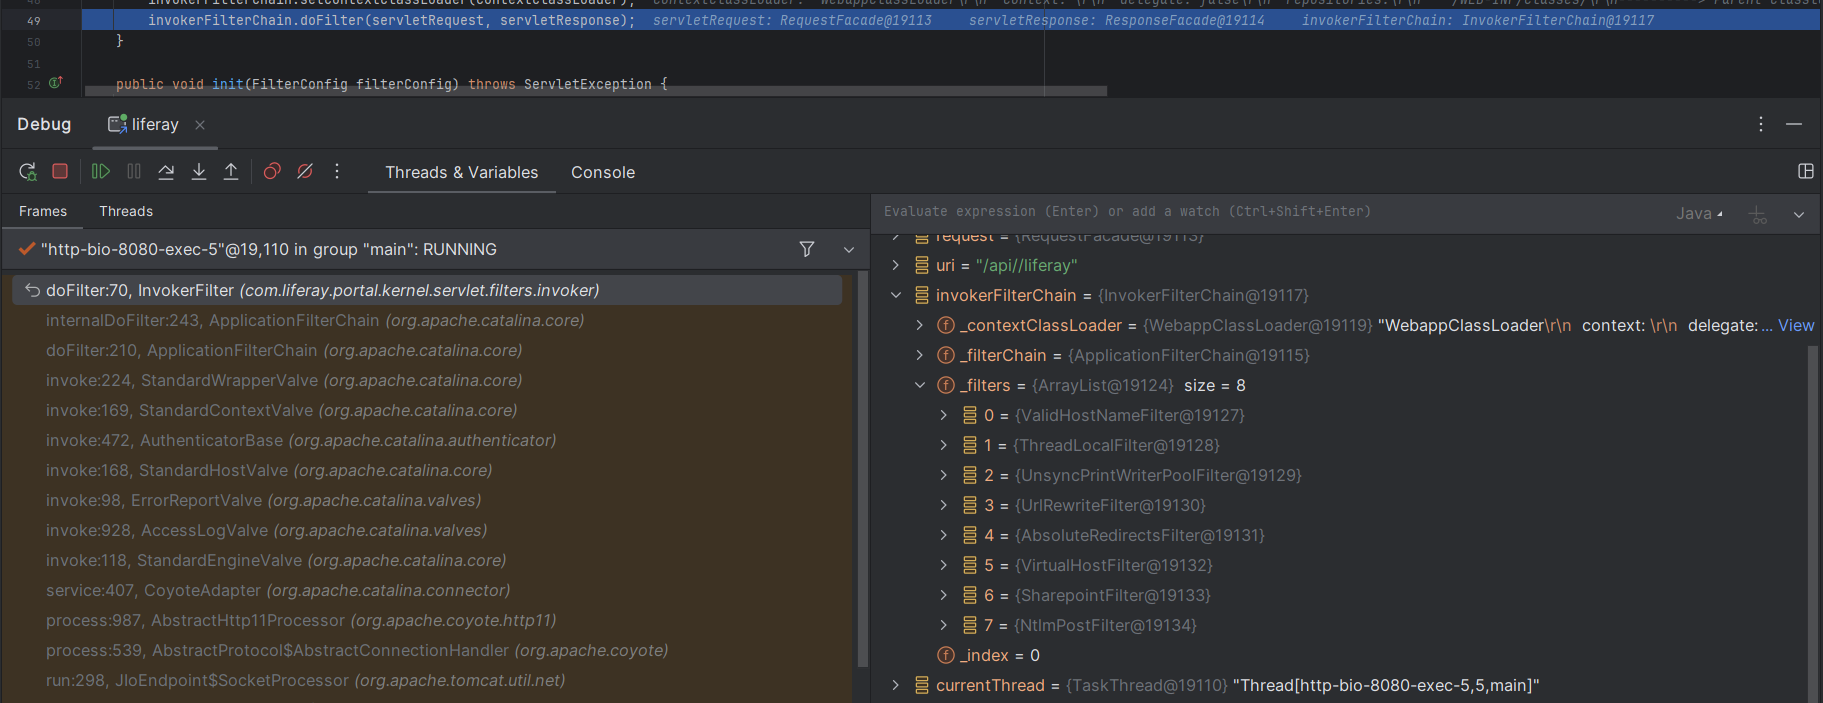 48 invokerFilterChain.setContextClassLoader(contextClassLoader); contextClassLoader: "WebappClassLoader\r\n context: \r\n delegate: false\r\n repositories:\r\n /WEB-INF/classes/\r\n----------> Parent Classlo
49 invokerFilterChain.doFilter(servletRequest, servletResponse); servletRequest: RequestFacade@19113 servletResponse: ResponseFacade@19114 invokerFilterChain: InvokerFilterChain@19117
50 }
51
52 public void init(FilterConfig filterConfig) throws ServletException {
Debug liferay
Threads & Variables Console
Frames Threads
"http-bio-8080-exec-5"@19,110 in group "main": RUNNING
doFilter:70, InvokerFilter (com.liferay.portal.kernel.servlet.filters.invoker)
internalDoFilter:243, ApplicationFilterChain (org.apache.catalina.core)
doFilter:210, ApplicationFilterChain (org.apache.catalina.core)
invoke:224, StandardWrapperValve (org.apache.catalina.core)
invoke:169, StandardContextValve (org.apache.catalina.core)
invoke:472, AuthenticatorBase (org.apache.catalina.authenticator)
invoke:168, StandardHostValve (org.apache.catalina.core)
invoke:98, ErrorReportValve (org.apache.catalina.valves)
invoke:928, AccessLogValve (org.apache.catalina.valves)
invoke:118, StandardEngineValve (org.apache.catalina.core)
service:407, CoyoteAdapter (org.apache.catalina.connector)
process:987, AbstractHttp11Processor (org.apache.coyote.http11)
process:539, AbstractProtocol$AbstractConnectionHandler (org.apache.coyote)
run:298, JIoEndpoint$SocketProcessor (org.apache.tomcat.util.net)
Evaluate expression (Enter) or add a watch (Ctrl+Shift+Enter) Java
request = {RequestFacade@19113}
uri = "/api//liferay"
invokerFilterChain = {InvokerFilterChain@19117}
_contextClassLoader = {WebappClassLoader@19119} "WebappClassLoader\r\n context: \r\n delegate: ... View
_filterChain = {ApplicationFilterChain@19115}
_filters = {ArrayList@19124} size = 8
0 = {ValidHostNameFilter@19127}
1 = {ThreadLocalFilter@19128}
2 = {UnsyncPrintWriterPoolFilter@19129}
3 = {UrlRewriteFilter@19130}
4 = {AbsoluteRedirectsFilter@19131}
5 = {VirtualHostFilter@19132}
6 = {SharepointFilter@19133}
7 = {NtlmPostFilter@19134}
_index = 0
currentThread = {TaskThread@19110} "Thread[http-bio-8080-exec-5,5,main]"